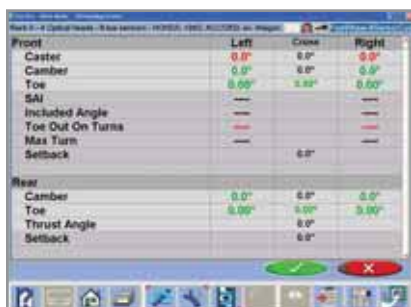 Front Left Cross Right
Caster 0.0° 0.0° 0.0°
Camber 0.0° 0.0° 0.0°
Toe 0.00° 0.00° 0.00°
SAI ---- ----
Included Angle ---- ----
Toe Out On Turns ---- ----
Max Turn ---- ----
Setback 0.0°
Rear
Camber 0.0° 0.0° 0.0°
Toe 0.00° 0.00° 0.00°
Thrust Angle 0.0°
Setback 0.0°